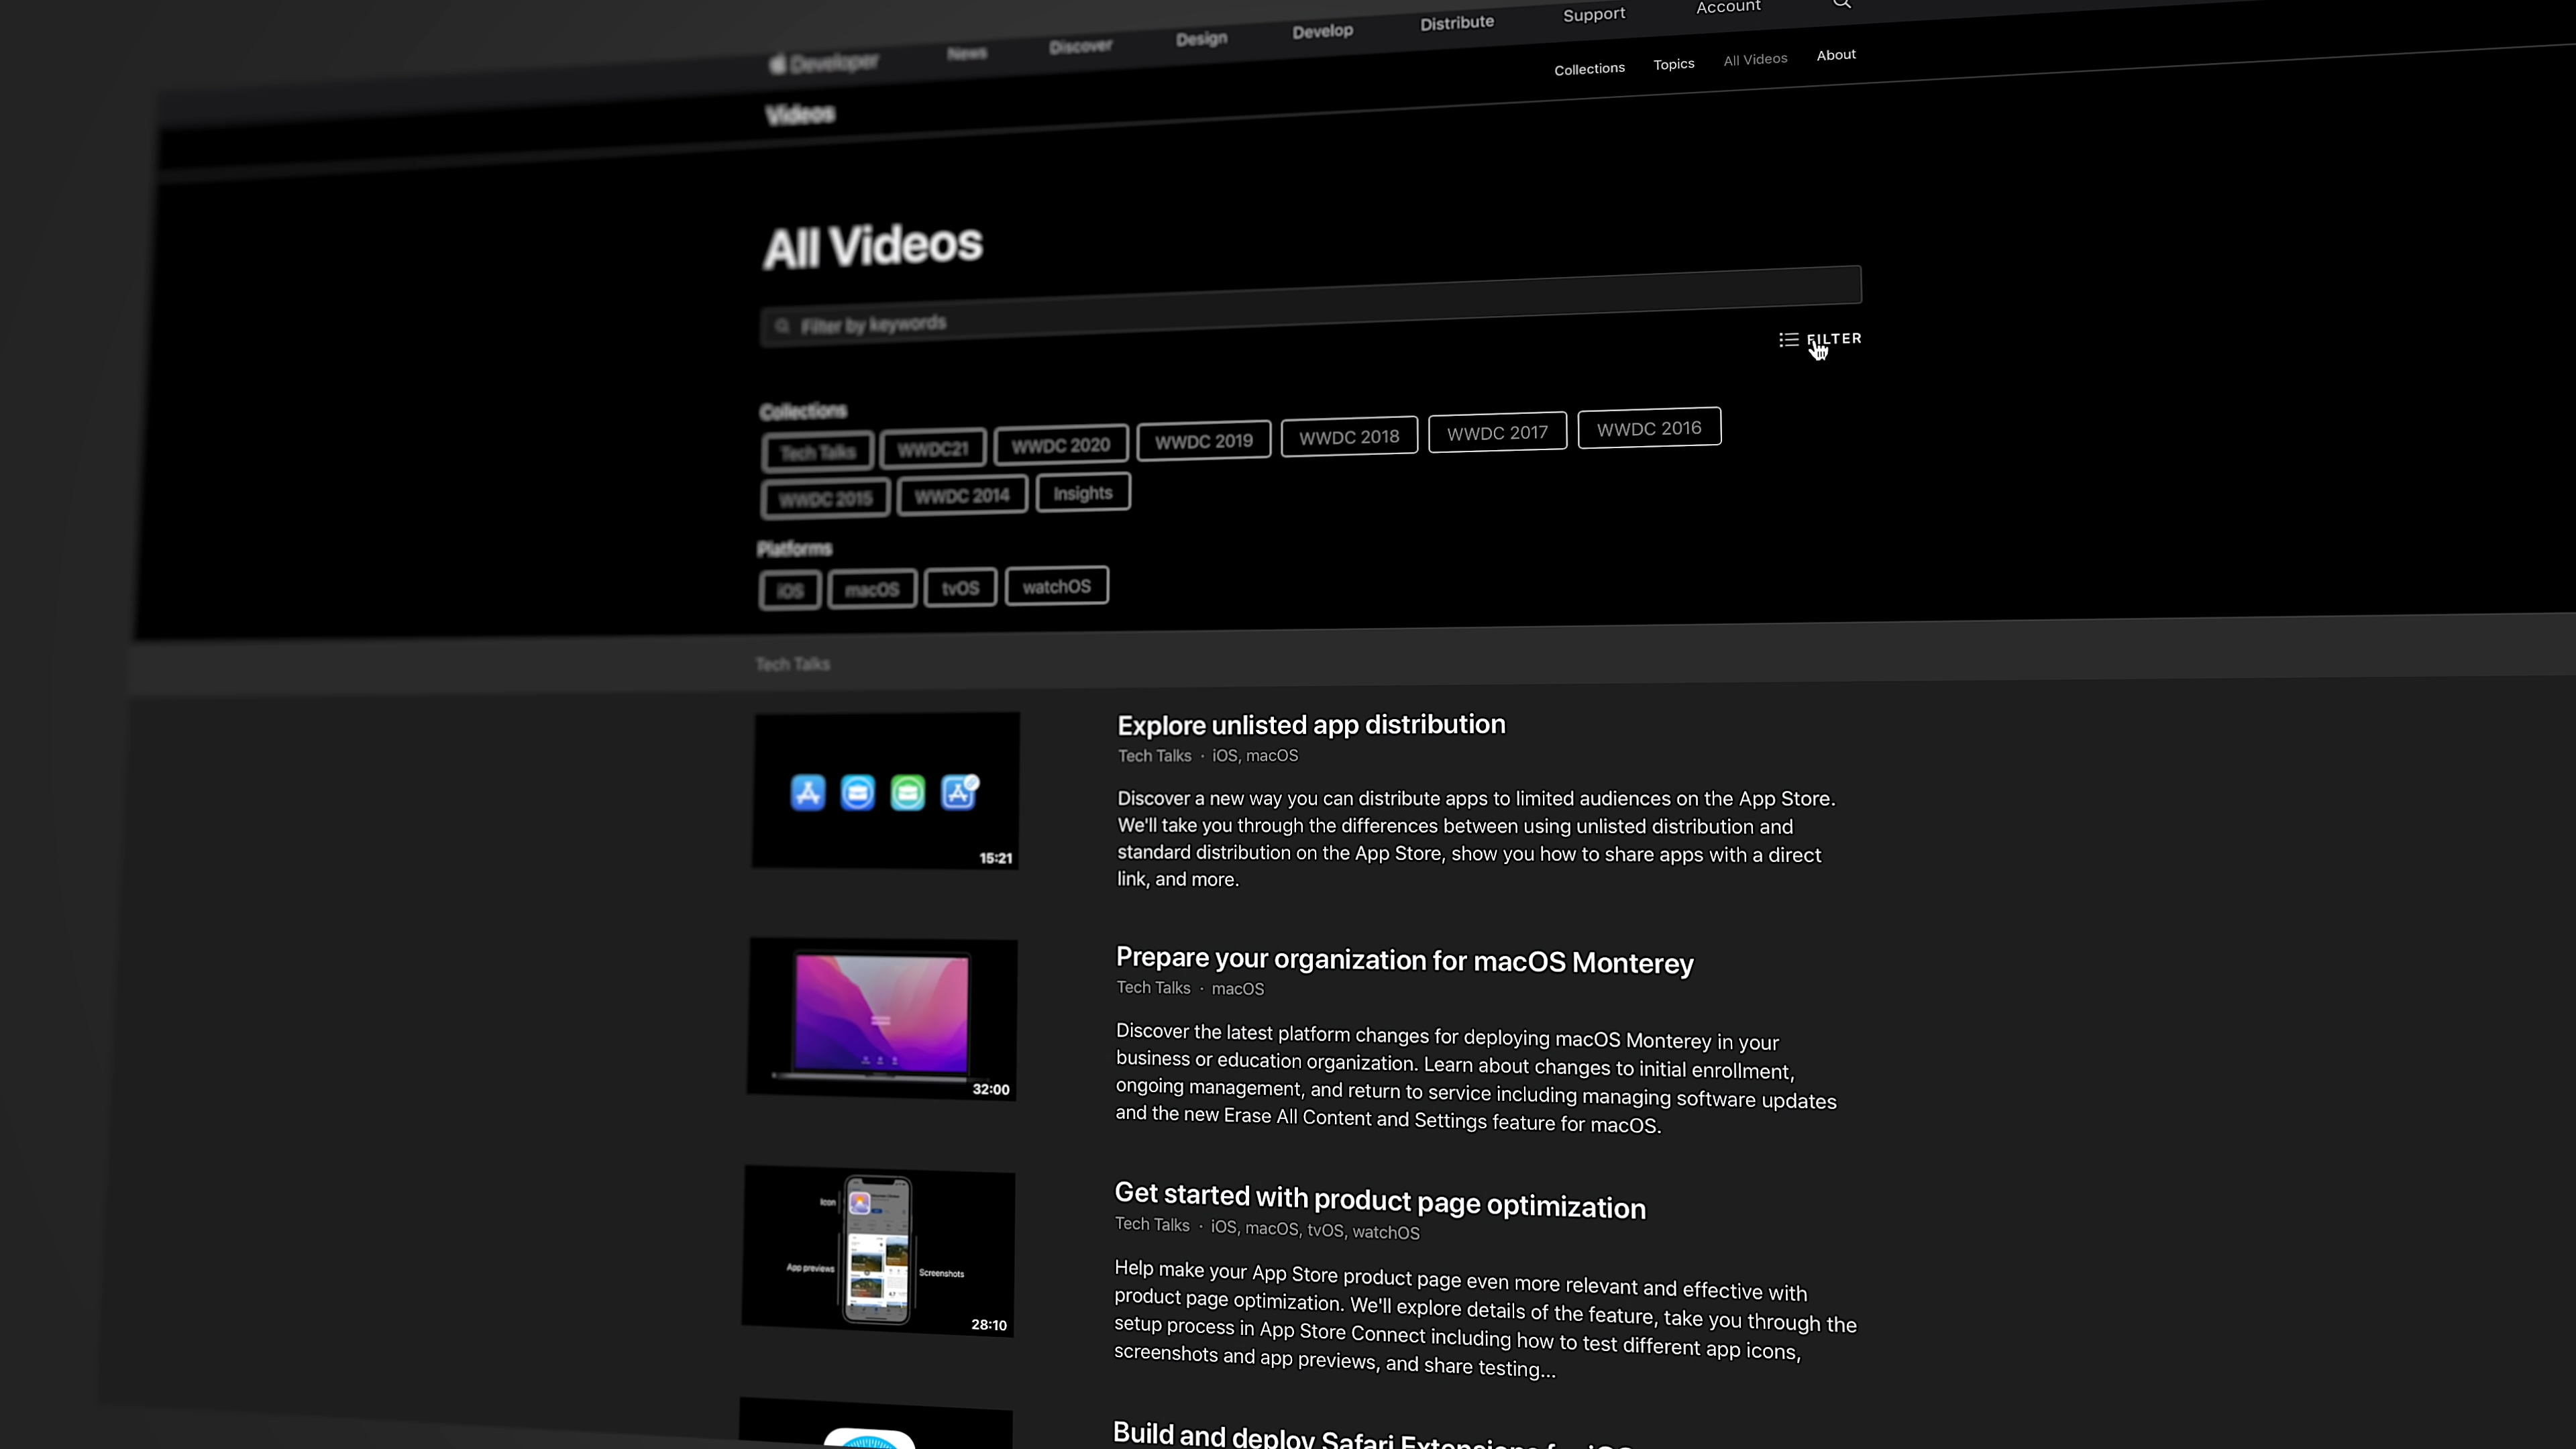 Developer
News
Discover
Design
Develop
Distribute
Support
Account
Videos
Collections
Topics
All Videos
About
All Videos
Filter by keywords
FILTER
Collections
Tech Talks
WWDC21
WWDC 2020
WWDC 2019
WWDC 2018
WWDC 2017
WWDC 2016
WWDC 2015
WWDC 2014
Insights
Platforms
iOS
macOS
tvOS
watchOS
Tech Talks
15:21
Explore unlisted app distribution
Tech Talks · iOS, macOS
Discover a new way you can distribute apps to limited audiences on the App Store.
We'll take you through the differences between using unlisted distribution and
standard distribution on the App Store, show you how to share apps with a direct
link, and more.
32:00
Prepare your organization for macOS Monterey
Tech Talks · macOS
Discover the latest platform changes for deploying macOS Monterey in your
business or education organization. Learn about changes to initial enrollment,
ongoing management, and return to service including managing software updates
and the new Erase All Content and Settings feature for macOS.
Icon
App previews
Screenshots
28:10
Get started with product page optimization
Tech Talks · iOS, macOS, tvOS, watchOS
Help make your App Store product page even more relevant and effective with
product page optimization. We'll explore details of the feature, take you through the
setup process in App Store Connect including how to test different app icons,
screenshots and app previews, and share testing...
Build and deploy Safari Extensions for iOS